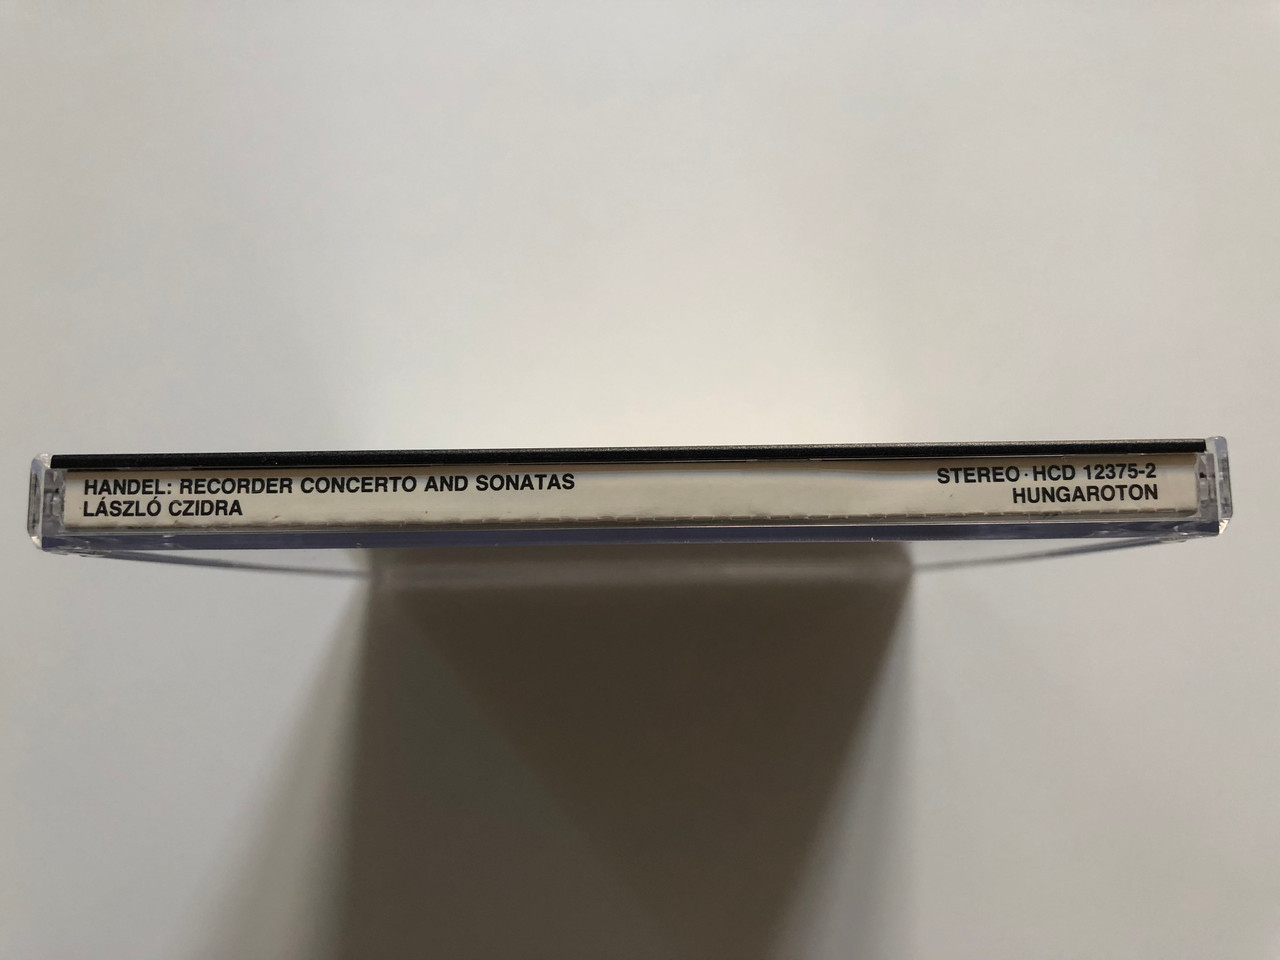 HANDEL: RECORDER CONCERTO AND SONATAS
LÁSZLÓ CZIDRA
STEREO · HCD 12375-2
HUNGAROTON